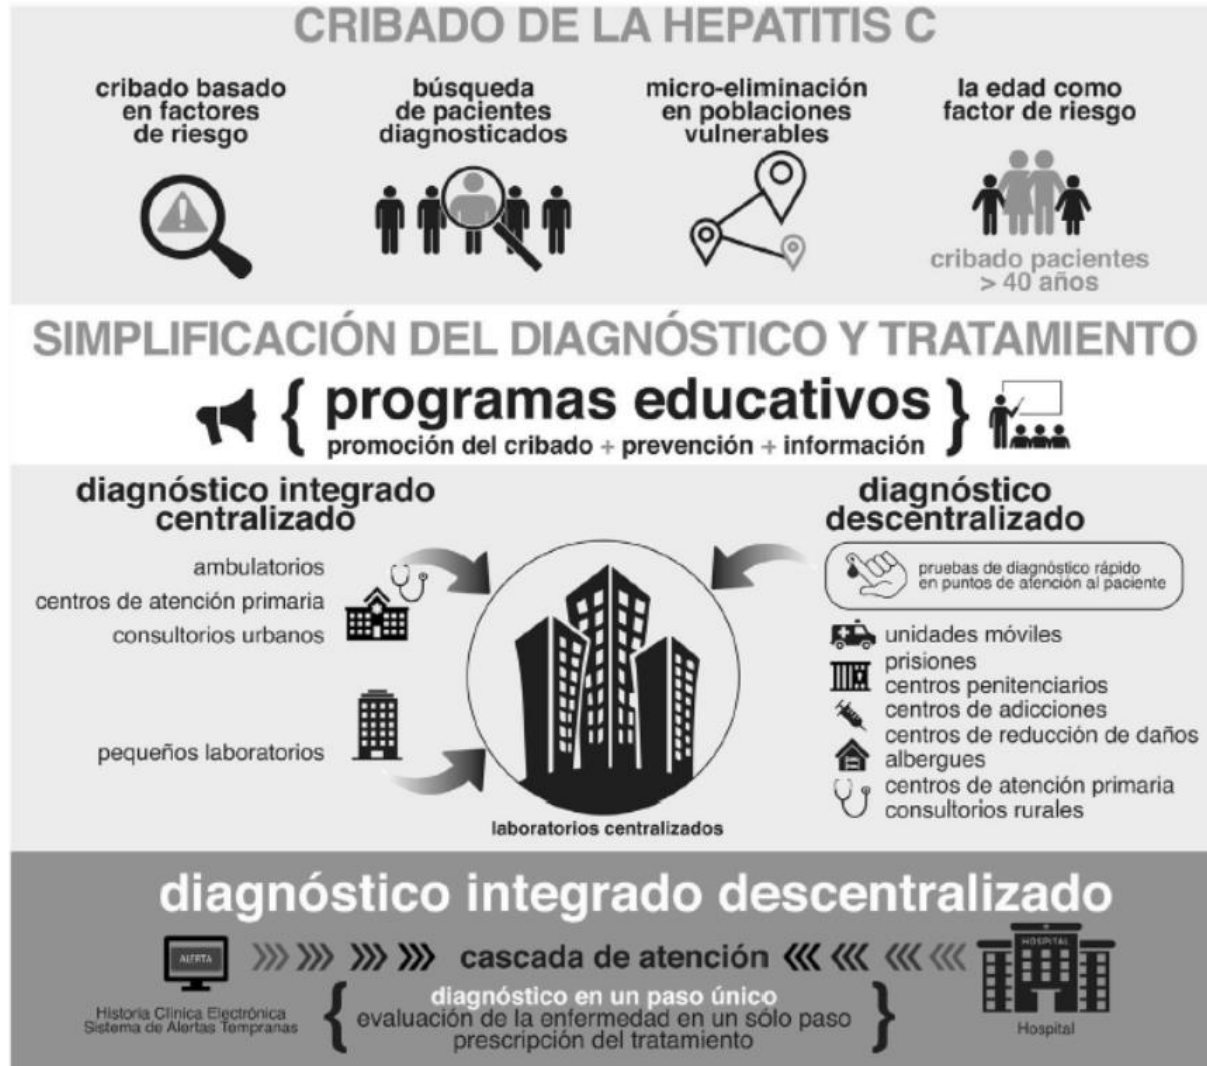 CRIBADO DE LA HEPATITIS C
cribado basado
en factores
de riesgo
búsqueda
de pacientes
diagnosticados
micro-eliminación
en poblaciones
vulnerables
la edad como
factor de riesgo
cribado pacientes
> 40 años
SIMPLIFICACIÓN DEL DIAGNÓSTICO Y TRATAMIENTO
{ programas educativos }
promoción del cribado + prevención + información
diagnóstico integrado
centralizado
ambulatorios
centros de atención primaria
consultorios urbanos
pequeños laboratorios
laboratorios centralizados
diagnóstico
descentralizado
pruebas de diagnóstico rápido
en puntos de atención al paciente
unidades móviles
prisiones
centros penitenciarios
centros de adicciones
centros de reducción de daños
albergues
centros de atención primaria
consultorios rurales
diagnóstico integrado descentralizado
ALERTA
Historia Clínica Electrónica
Sistema de Alertas Tempranas
cascada de atención
diagnóstico en un paso único
evaluación de la enfermedad en un sólo paso
prescripción del tratamiento
HOSPITAL
Hospital